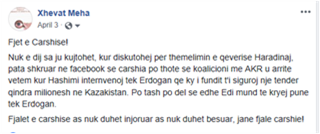 Xhevat Meha
April 3 ·
Fjet e Carshise!
Nuk e dij sa ju kujtohet, kur diskutohej per themelimin e qeverise Haradinaj,
pata shkruar ne facebook se carshia po thote se koalicioni me AKR u arrite
vetem kur Hashimi internvenoj tek Erdogan qe ky i fundit t'i siguroj nje tender
qindra milionesh ne Kazakistan. Po tash po del se edhe Edi mund te kryej pune
tek Erdogan.
Fjalet e carshise as nuk duhet injoruar as nuk duhet besuar, jane fjale carshie!